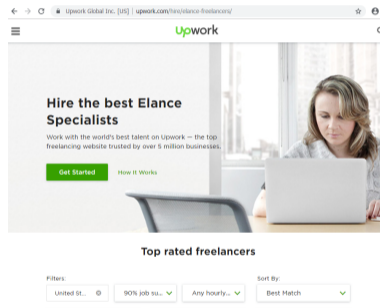 Upwork Global Inc. [US] | upwork.com/hire/elance-freelancers/
Upwork
Hire the best Elance
Specialists
Work with the world's best talent on Upwork — the top
freelancing website trusted by over 5 million businesses.
Get Started How It Works
Top rated freelancers
Filters: Sort By:
United St... 90% job su... Any hourly... Best Match